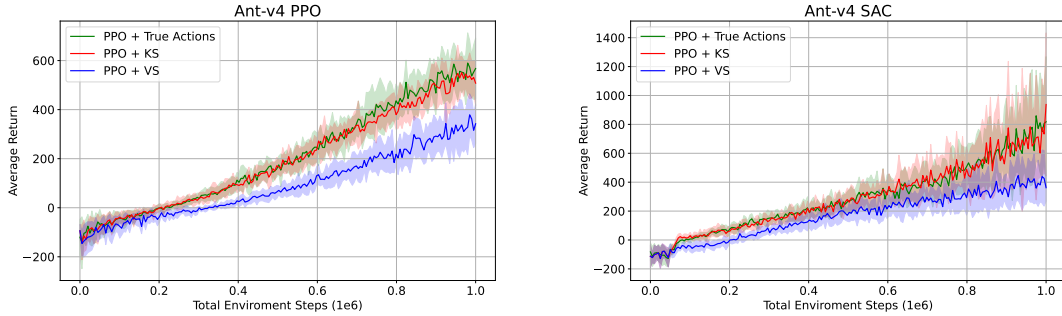 Ant-v4 PPO
PPO + True Actions
PPO + KS
PPO + VS
600
400
200
0
−200
Average Return
0.0 0.2 0.4 0.6 0.8 1.0
Total Enviroment Steps (1e6)
Ant-v4 SAC
PPO + True Actions
PPO + KS
PPO + VS
1400
1200
1000
800
600
400
200
0
−200
Average Return
0.0 0.2 0.4 0.6 0.8 1.0
Total Enviroment Steps (1e6)